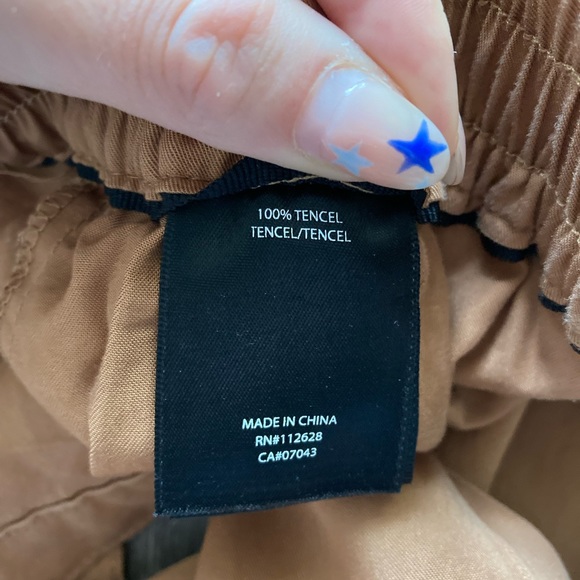 100% TENCEL
TENCEL/TENCEL
MADE IN CHINA
RN#112628
CA#07043